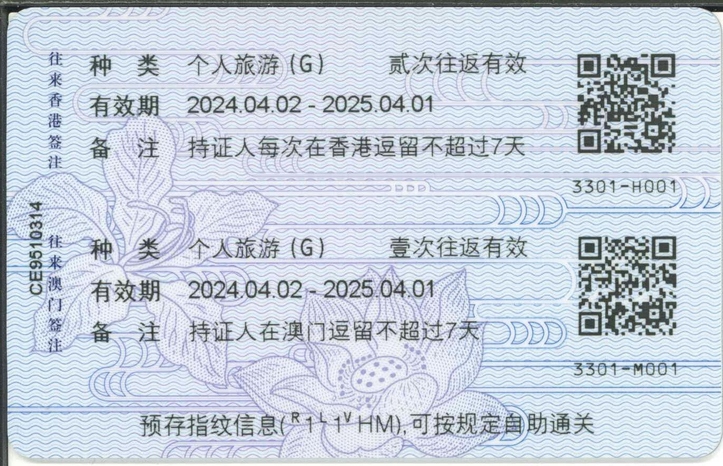 往来香港签注
种 类 个人旅游(G) 贰次往返有效
有效期 2024.04.02 - 2025.04.01
备 注 持证人每次在香港逗留不超过7天
3301-H001
CE9510314
往来澳门签注
种 类 个人旅游(G) 壹次往返有效
有效期 2024.04.02 - 2025.04.01
备 注 持证人在澳门逗留不超过7天
3301-M001
预存指纹信息(ᴿ1ᴸ1ⱽHM),可按规定自助通关